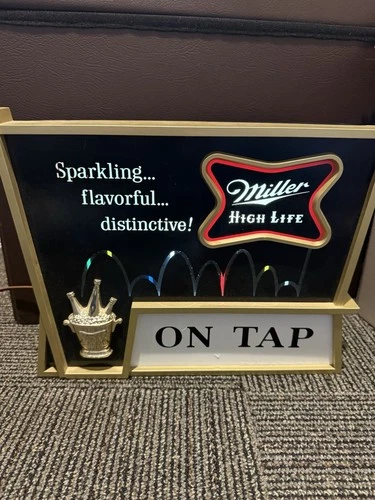 Sparkling...
flavorful...
distinctive!
Miller
HIGH LIFE
ON TAP